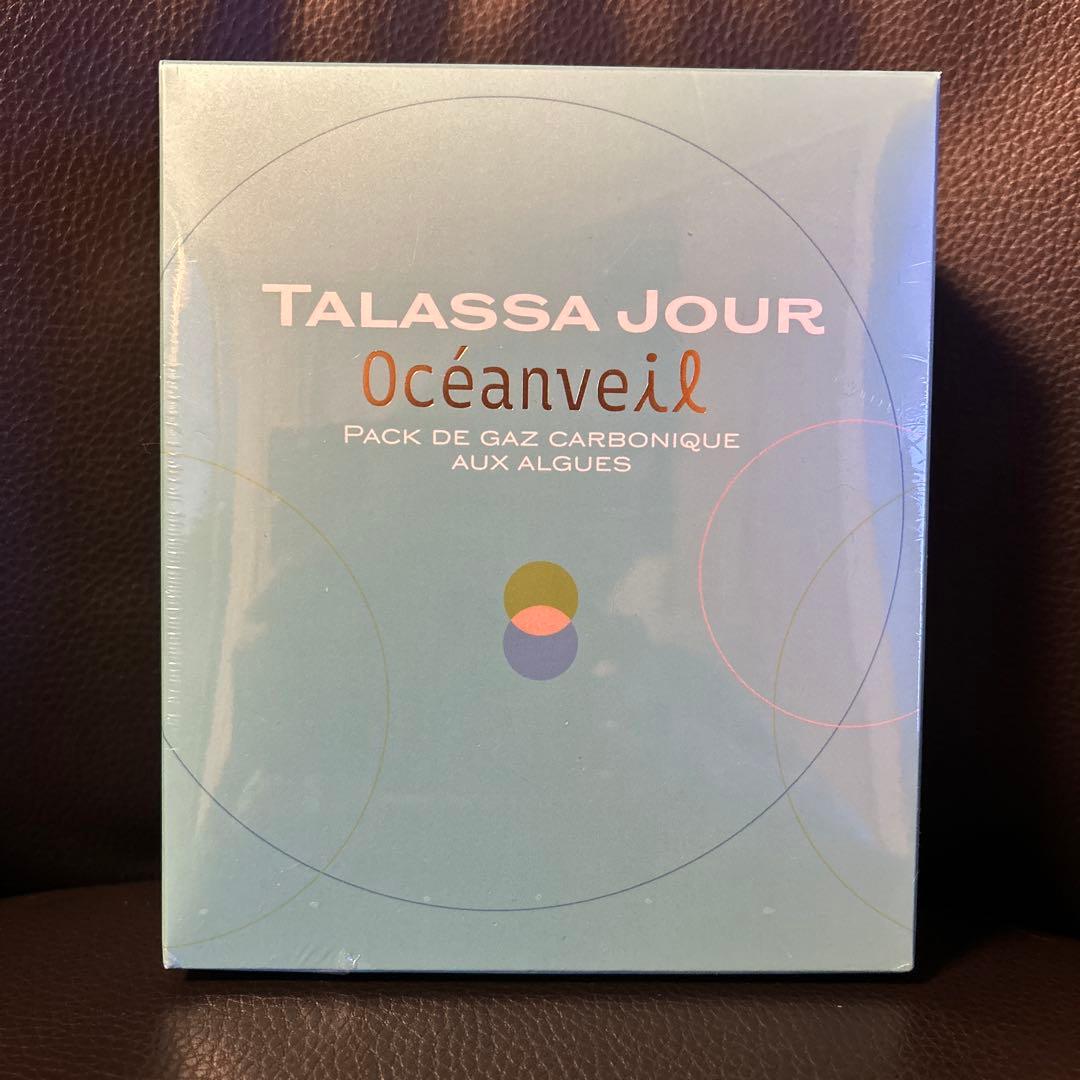 TALASSA JOUR
Océanveil
PACK DE GAZ CARBONIQUE
AUX ALGUES